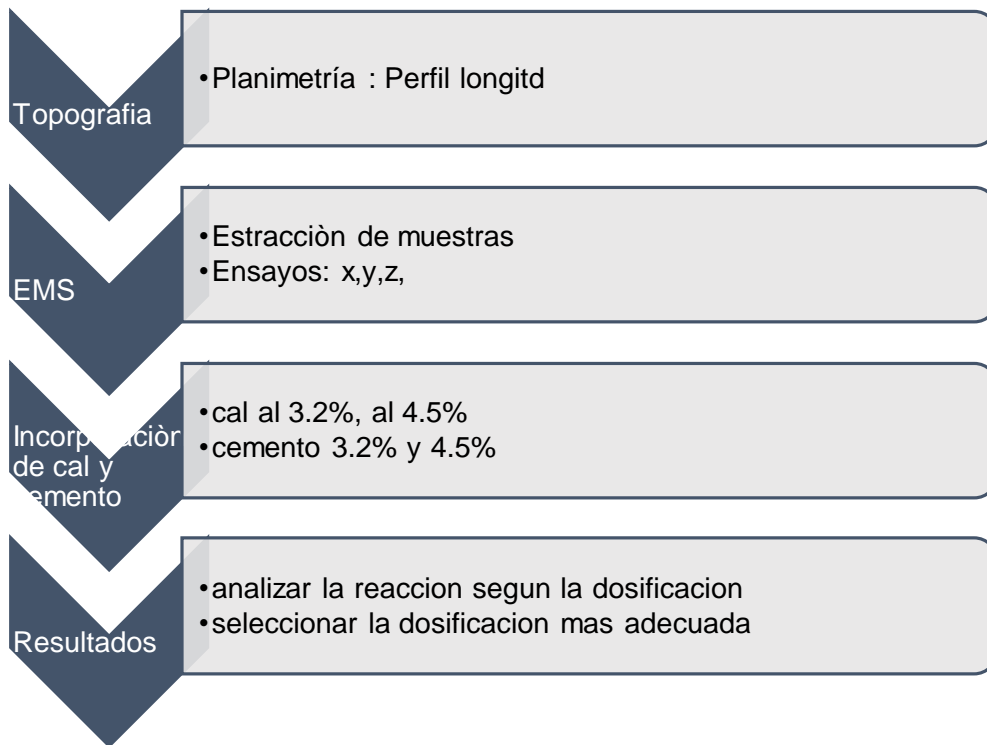 Topografia
•Planimetría : Perfil longitd
EMS
•Estracciòn de muestras
•Ensayos: x,y,z,
de cal y
•cal al 3.2%, al 4.5%
•cemento 3.2% y 4.5%
Resultados
•analizar la reaccion segun la dosificacion
•seleccionar la dosificacion mas adecuada